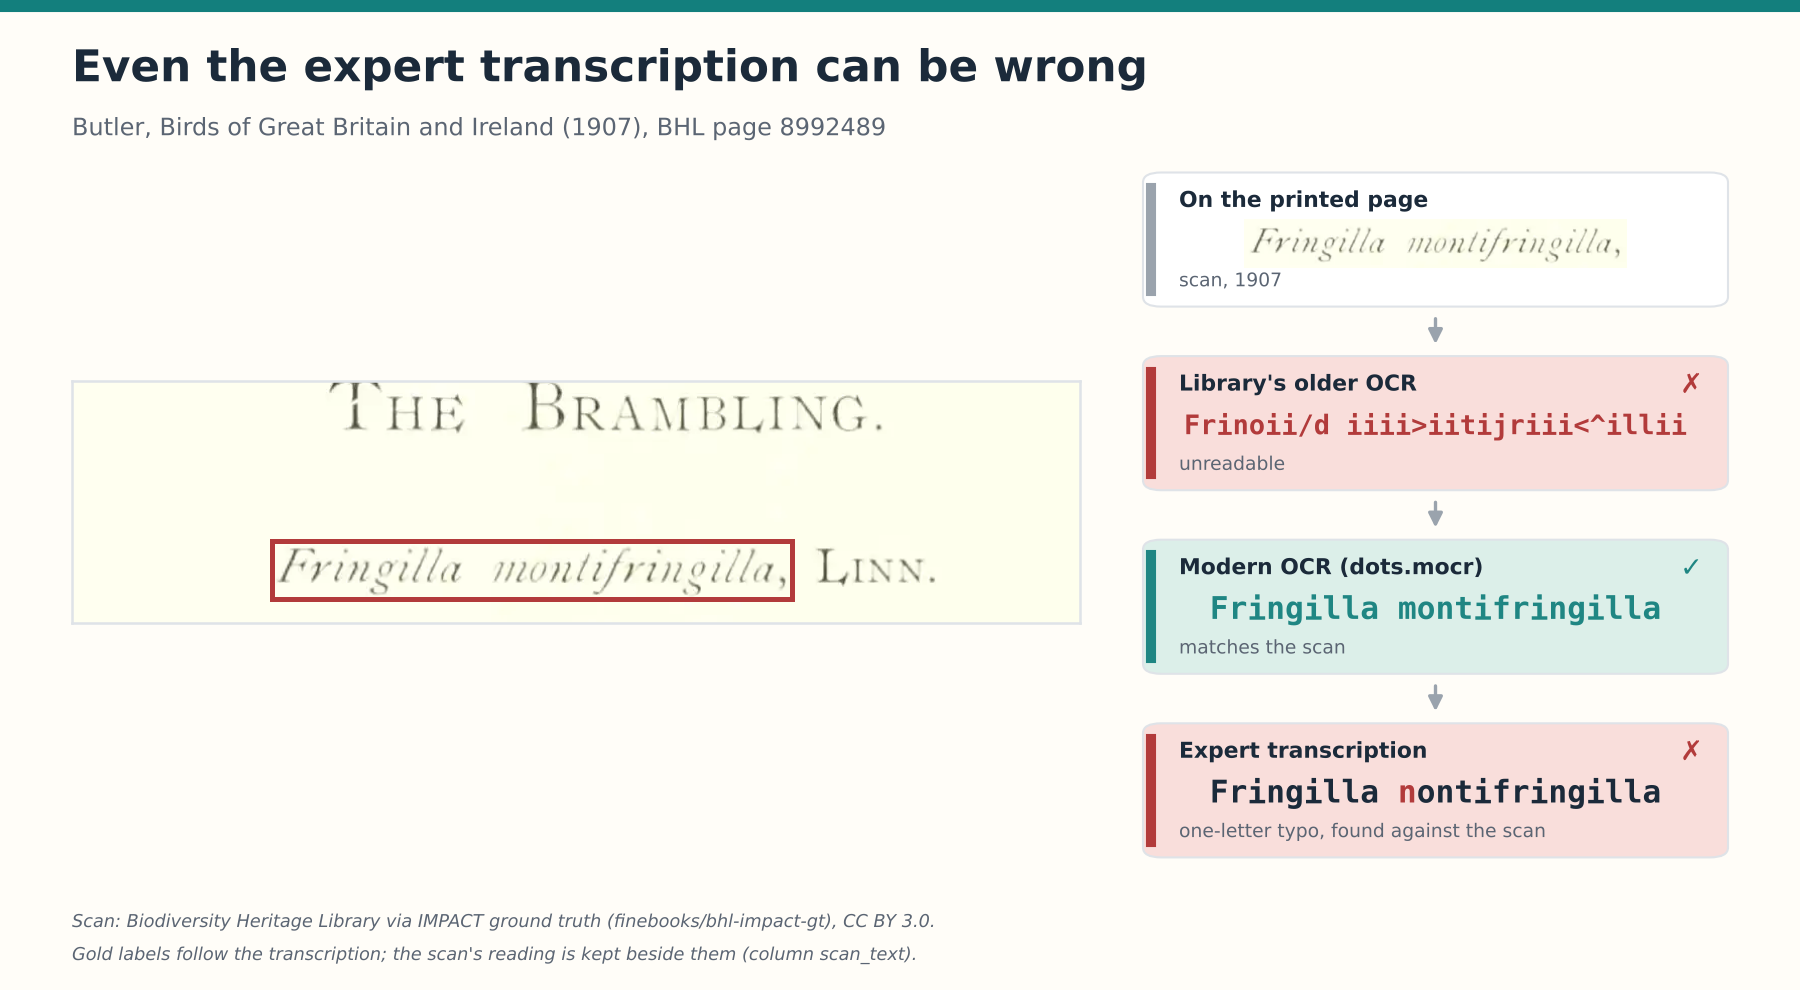 Even the expert transcription can be wrong
Butler, Birds of Great Britain and Ireland (1907), BHL page 8992489
THE BRAMBLING.
Fringilla montifringilla, LINN.
On the printed page
Fringilla montifringilla,
scan, 1907
Library's older OCR ✗
Frinoii/d iiii>iitijriii<^illii
unreadable
Modern OCR (dots.mocr) ✓
Fringilla montifringilla
matches the scan
Expert transcription ✗
Fringilla nontifringilla
one-letter typo, found against the scan
Scan: Biodiversity Heritage Library via IMPACT ground truth (finebooks/bhl-impact-gt), CC BY 3.0.
Gold labels follow the transcription; the scan's reading is kept beside them (column scan_text).